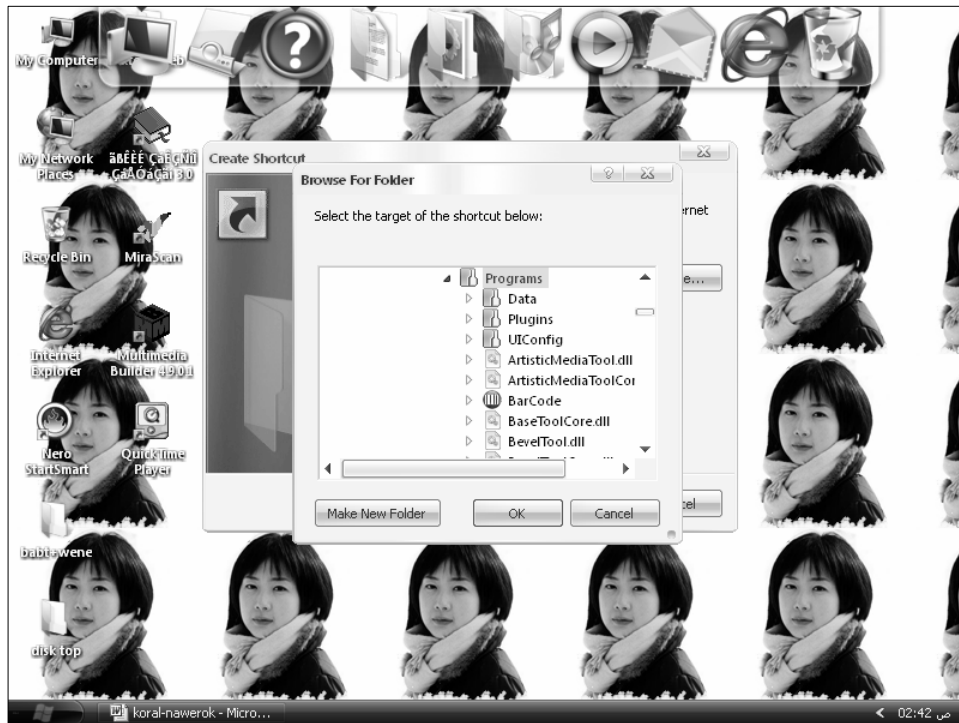 My Computer
My Network
Places
Recycle Bin
MiraScan
Internet
Explorer
Multimedia
Builder 4.9.0.1
Nero
StartSmart
QuickTime
Player
babt+wene
disk top
Create Shortcut
Browse For Folder
Select the target of the shortcut below:
Programs
Data
Plugins
UIConfig
ArtisticMediaTool.dll
ArtisticMediaToolCor
BarCode
BaseToolCore.dll
BevelTool.dll
Make New Folder
OK
Cancel
koral-nawerok - Micro...
02:42 ص